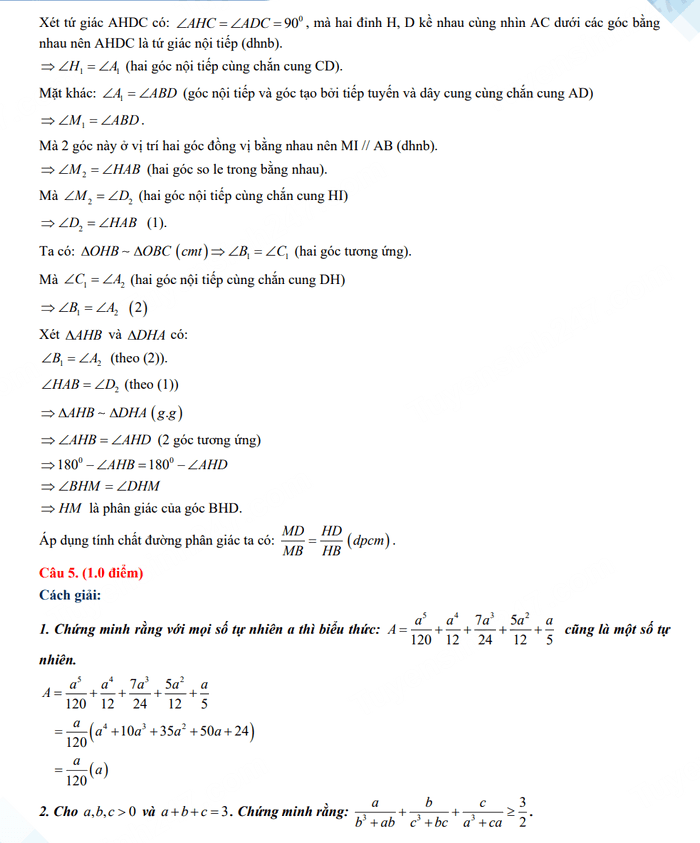 Xét tứ giác AHDC có: ∠AHC = ∠ADC = 90⁰, mà hai đỉnh H, D kề nhau cùng nhìn AC dưới các góc bằng
nhau nên AHDC là tứ giác nội tiếp (dhnb).
⇒ ∠H₁ = ∠A₁ (hai góc nội tiếp cùng chắn cung CD).
Mặt khác: ∠A₁ = ∠ABD (góc nội tiếp và góc tạo bởi tiếp tuyến và dây cung cùng chắn cung AD)
⇒ ∠M₁ = ∠ABD.
Mà 2 góc này ở vị trí hai góc đồng vị bằng nhau nên MI // AB (dhnb).
⇒ ∠M₂ = ∠HAB (hai góc so le trong bằng nhau).
Mà ∠M₂ = ∠D₂ (hai góc nội tiếp cùng chắn cung HI)
⇒ ∠D₂ = ∠HAB (1).
Ta có: ΔOHB ~ ΔOBC (cmt) ⇒ ∠B₁ = ∠C₁ (hai góc tương ứng).
Mà ∠C₁ = ∠A₂ (hai góc nội tiếp cùng chắn cung DH)
⇒ ∠B₁ = ∠A₂ (2)
Xét ΔAHB và ΔDHA có:
∠B₁ = ∠A₂ (theo (2)).
∠HAB = ∠D₂ (theo (1))
⇒ ΔAHB ~ ΔDHA (g.g)
⇒ ∠AHB = ∠AHD (2 góc tương ứng)
⇒ 180⁰ − ∠AHB = 180⁰ − ∠AHD
⇒ ∠BHM = ∠DHM
⇒ HM là phân giác của góc BHD.
Áp dụng tính chất đường phân giác ta có: MD/MB = HD/HB (dpcm).
Câu 5. (1.0 điểm)
Cách giải:
1. Chứng minh rằng với mọi số tự nhiên a thì biểu thức: A = a⁵/120 + a⁴/12 + 7a³/24 + 5a²/12 + a/5 cũng là một số tự
nhiên.
A = a⁵/120 + a⁴/12 + 7a³/24 + 5a²/12 + a/5
= a/120 (a⁴ + 10a³ + 35a² + 50a + 24)
= a/120 (a)
2. Cho a, b, c > 0 và a + b + c = 3. Chứng minh rằng: a/(b³ + ab) + b/(c³ + bc) + c/(a³ + ca) ≥ 3/2.